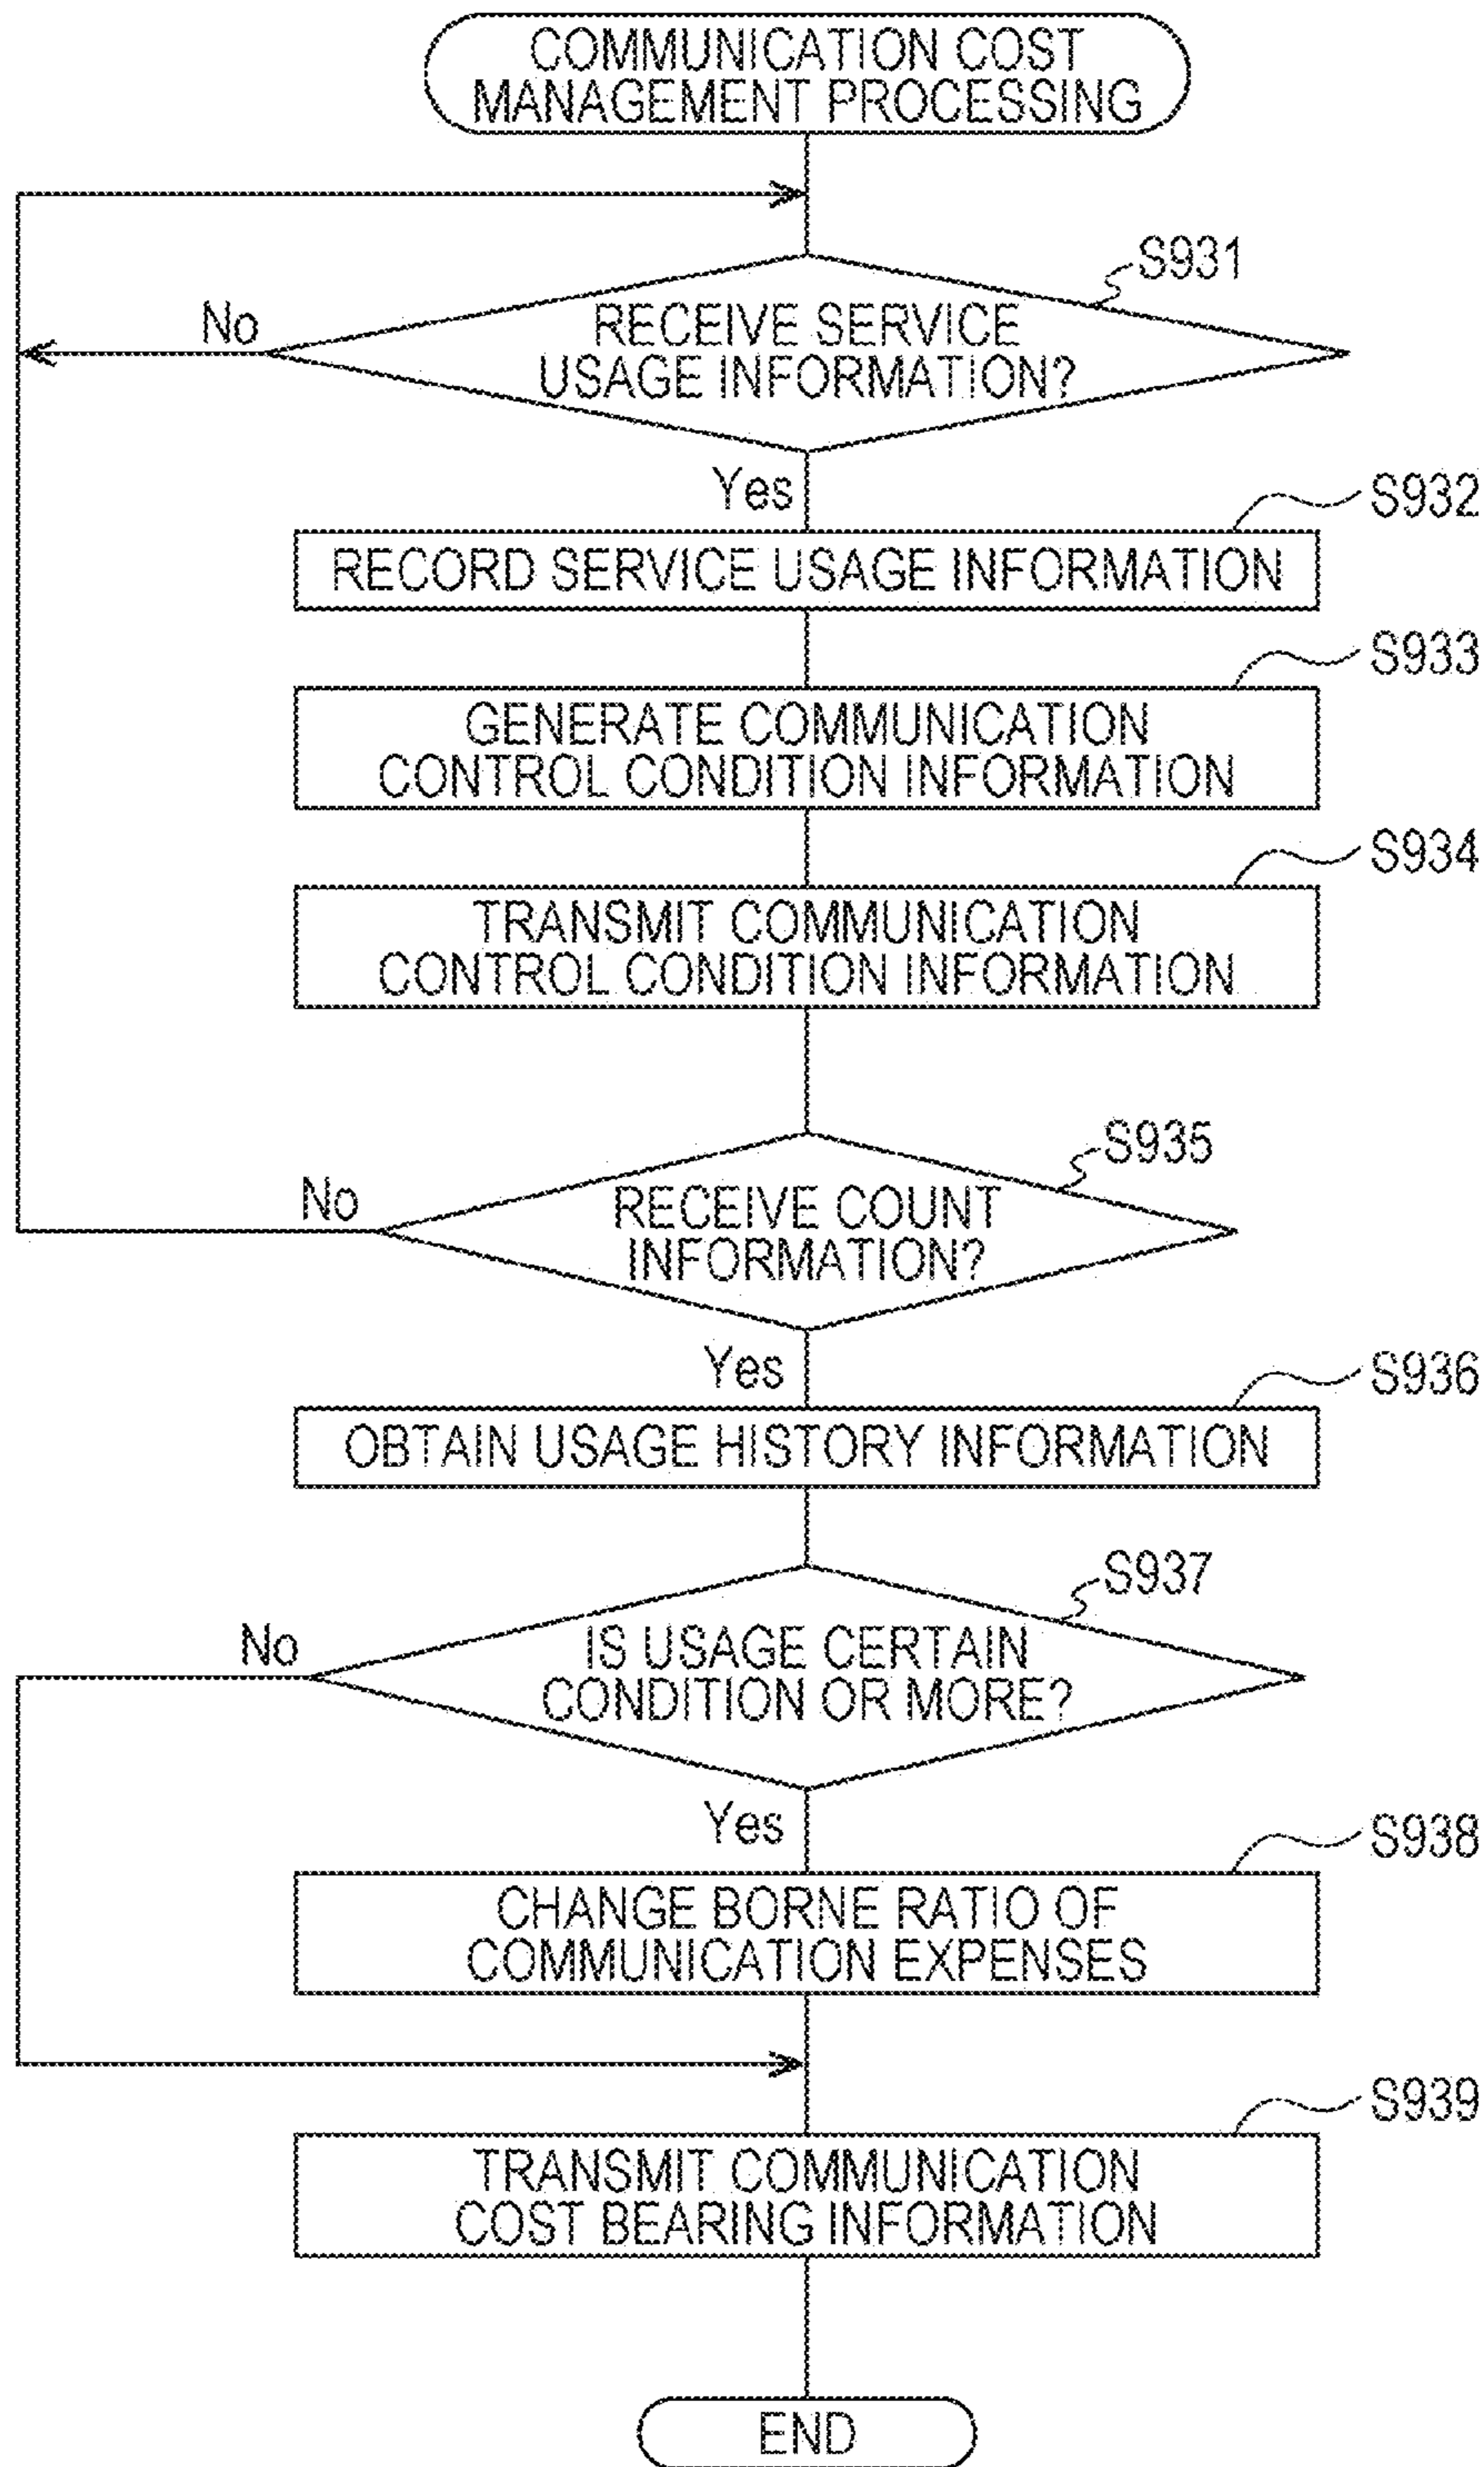 COMMUNICATION COST
MANAGEMENT PROCESSING
S931
No
RECEIVE SERVICE
USAGE INFORMATION?
Yes
S932
RECORD SERVICE USAGE INFORMATION
S933
GENERATE COMMUNICATION
CONTROL CONDITION INFORMATION
S934
TRANSMIT COMMUNICATION
CONTROL CONDITION INFORMATION
S935
No
RECEIVE COUNT
INFORMATION?
Yes
S936
OBTAIN USAGE HISTORY INFORMATION
S937
No
IS USAGE CERTAIN
CONDITION OR MORE?
Yes
S938
CHANGE BORNE RATIO OF
COMMUNICATION EXPENSES
S939
TRANSMIT COMMUNICATION
COST BEARING INFORMATION
END